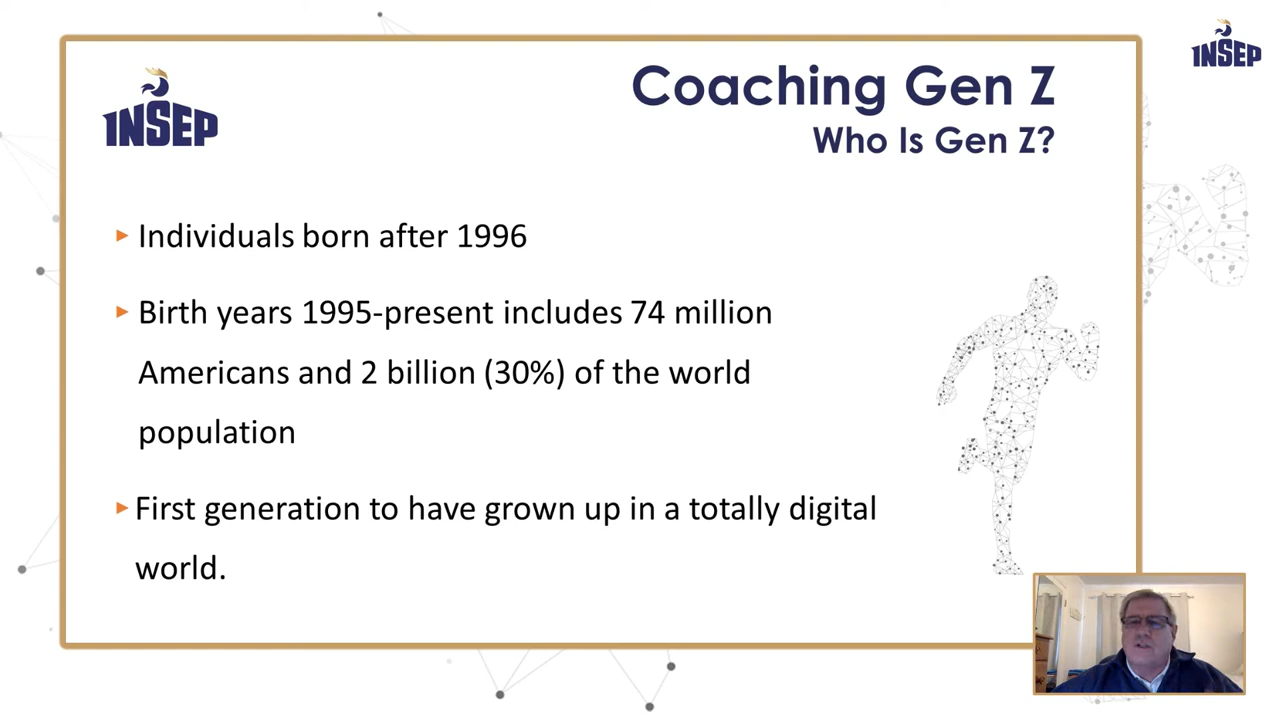 INSEP
INSEP
Coaching Gen Z
Who Is Gen Z?
Individuals born after 1996
Birth years 1995-present includes 74 million
Americans and 2 billion (30%) of the world
population
First generation to have grown up in a totally digital
world.